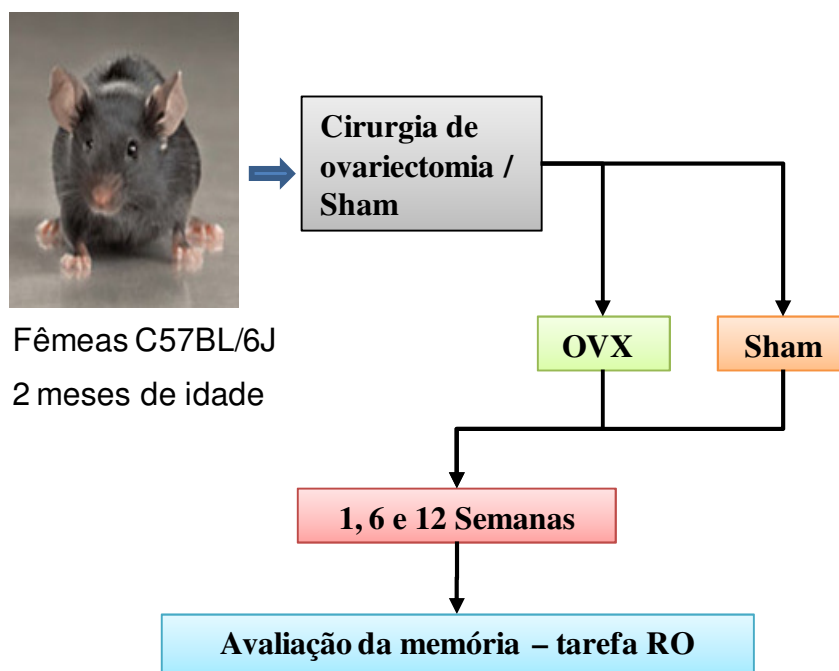 Cirurgia de
ovariectomia /
Sham
Fêmeas C57BL/6J
2 meses de idade
OVX
Sham
1, 6 e 12 Semanas
Avaliação da memória – tarefa RO